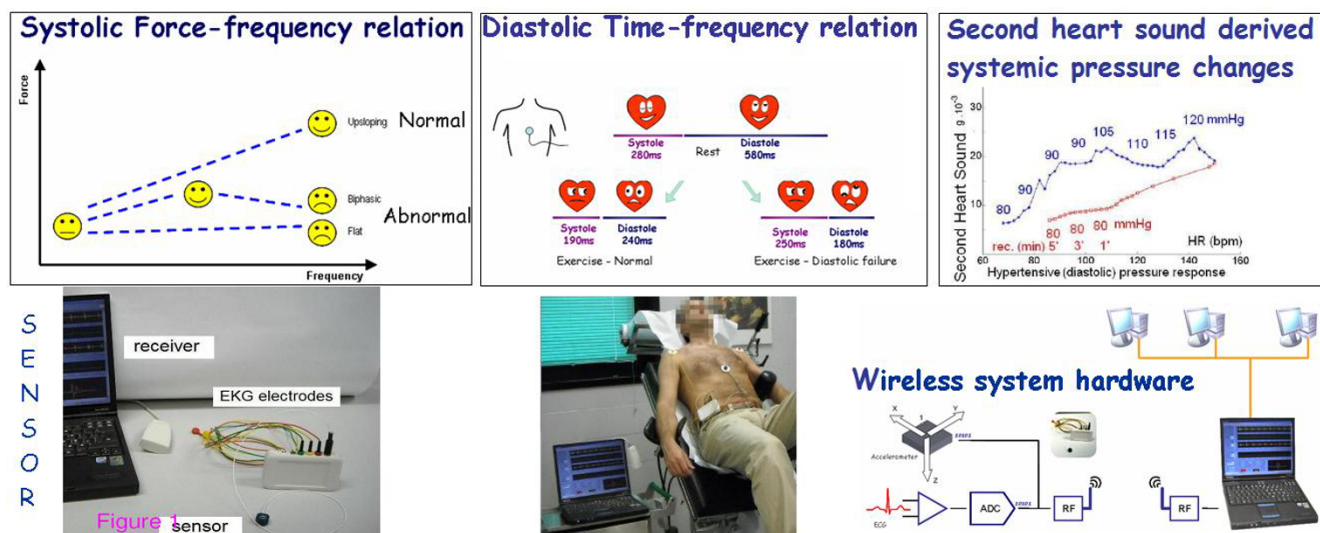 Systolic Force-frequency relation
Force
Upsloping
Normal
Biphasic
Abnormal
Flat
Frequency
Diastolic Time-frequency relation
Systole
280ms
Rest
Diastole
580ms
Systole
190ms
Diastole
240ms
Exercise - Normal
Systole
250ms
Diastole
180ms
Exercise - Diastolic failure
Second heart sound derived
systemic pressure changes
Second Heart Sound g·10⁻³
30
20
10
0
80
90
90
90
105
110
115
120 mmHg
80
80
80
mmHg
rec. (min)
5'
3'
1'
HR (bpm)
60
80
100
120
140
160
Hypertensive (diastolic) pressure response
SENSOR
receiver
EKG electrodes
Figure 1
sensor
Wireless system hardware
X
1
Y
Z
Accelerometer
ECG
ADC
RF
RF